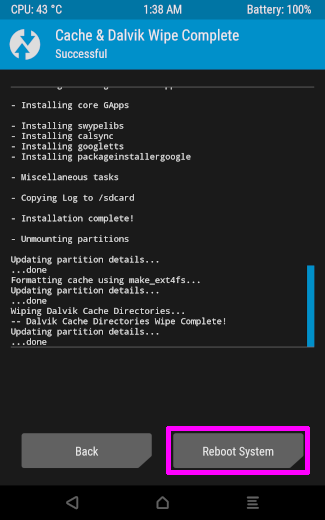 CPU: 43 °C 1:38 AM Battery: 100%
Cache & Dalvik Wipe Complete
Successful
- Installing core GApps
- Installing swypelibs
- Installing calsync
- Installing googletts
- Installing packageinstallergoogle
- Miscellaneous tasks
- Copying Log to /sdcard
- Installation complete!
- Unmounting partitions
Updating partition details...
...done
Formatting cache using make_ext4fs...
Updating partition details...
...done
Wiping Dalvik Cache Directories...
-- Dalvik Cache Directories Wipe Complete!
Updating partition details...
...done
Back Reboot System